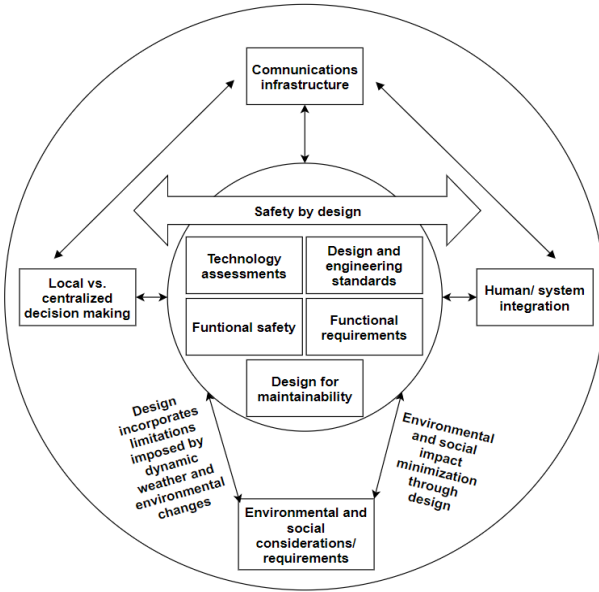 Communications
infrastructure
Safety by design
Technology
assessments
Design and
engineering
standards
Local vs.
centralized
decision making
Human/ system
integration
Funtional safety
Functional
requirements
Design for
maintainability
Design
incorporates
limitations
imposed by
dynamic
weather and
environmental
changes
Environmental
and social
impact
minimization
through
design
Environmental and
social
considerations/
requirements